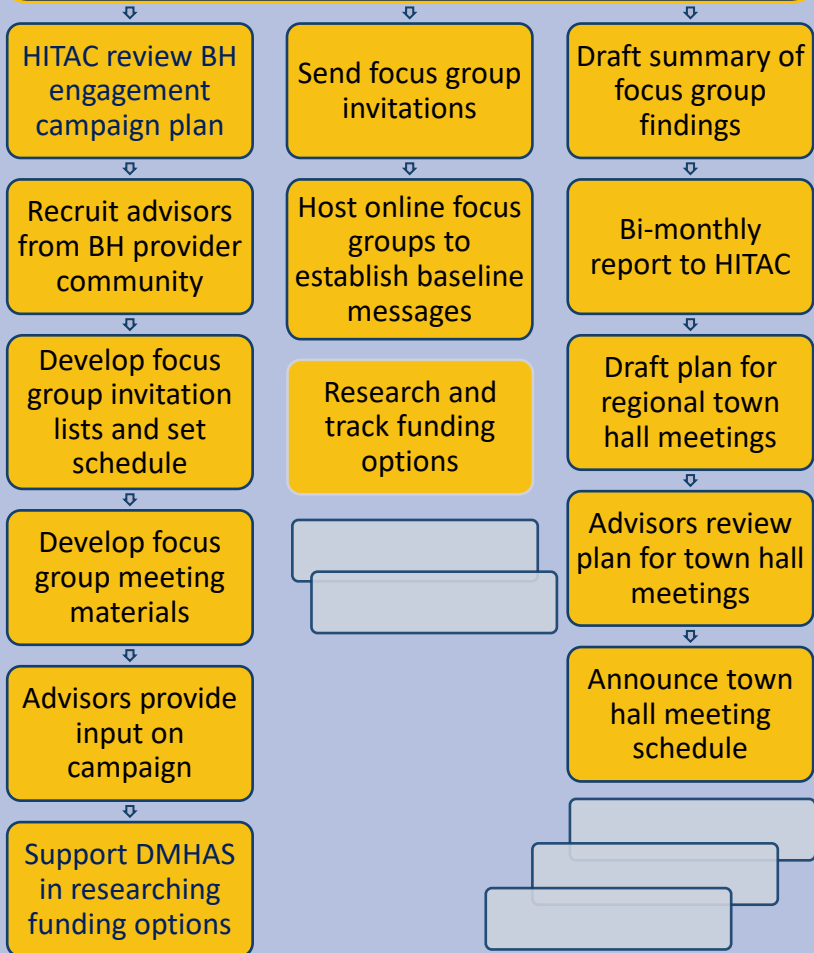 HITAC review BH
engagement
campaign plan
Recruit advisors
from BH provider
community
Develop focus
group invitation
lists and set
schedule
Develop focus
group meeting
materials
Advisors provide
input on
campaign
Support DMHAS
in researching
funding options
Send focus group
invitations
Host online focus
groups to
establish baseline
messages
Research and
track funding
options
Draft summary of
focus group
findings
Bi-monthly
report to HITAC
Draft plan for
regional town
hall meetings
Advisors review
plan for town hall
meetings
Announce town
hall meeting
schedule